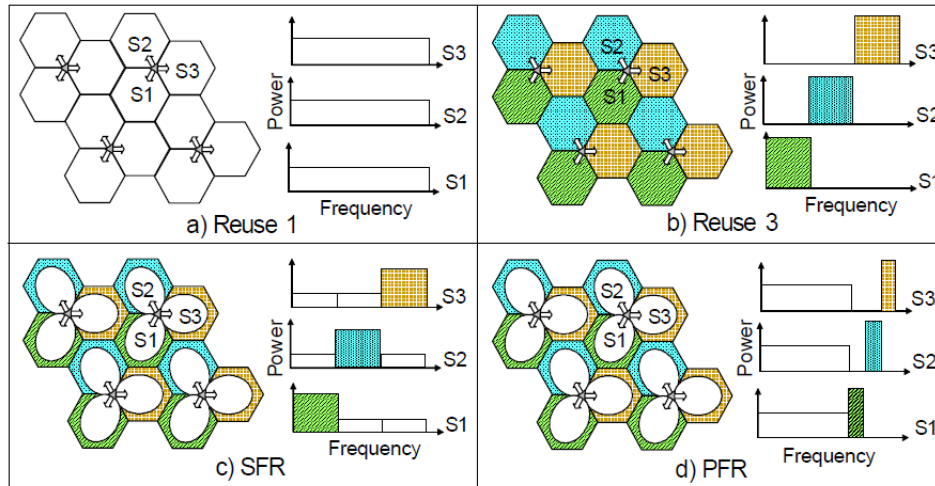 S2
S3
S1
Power
S3
S2
S1
Frequency
a) Reuse 1
S2
S3
S1
Power
S3
S2
S1
Frequency
b) Reuse 3
S2
S3
S1
Power
S3
S2
S1
Frequency
c) SFR
S2
S3
S1
Power
S3
S2
S1
Frequency
d) PFR